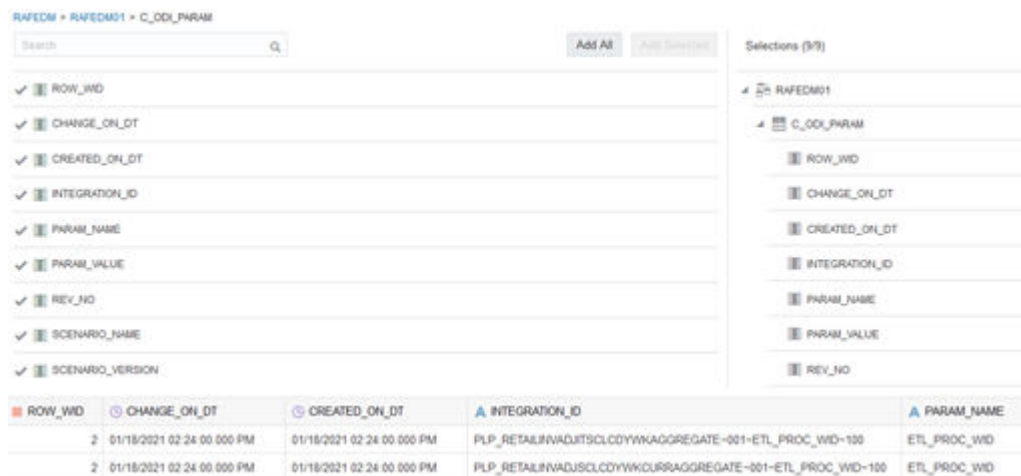 RAFEDM > RAFEDM01 > C_ODI_PARAM
Search
Add All
Add Selected
Selections (9/9)
ROW_WID
CHANGE_ON_DT
CREATED_ON_DT
INTEGRATION_ID
PARAM_NAME
PARAM_VALUE
REV_NO
SCENARIO_NAME
SCENARIO_VERSION
RAFEDM01
C_ODI_PARAM
ROW_WID
CHANGE_ON_DT
CREATED_ON_DT
INTEGRATION_ID
PARAM_NAME
PARAM_VALUE
REV_NO
ROW_WID CHANGE_ON_DT CREATED_ON_DT INTEGRATION_ID PARAM_NAME
2 01/18/2021 02:24:00.000 PM 01/18/2021 02:24:00.000 PM PLP_RETAILINVADJITSCLCDYWKAGGREGATE~001~ETL_PROC_WID~100 ETL_PROC_WID
2 01/18/2021 02:24:00.000 PM 01/18/2021 02:24:00.000 PM PLP_RETAILINVADJSCLCDYWKCURRAGGREGATE~001~ETL_PROC_WID~100 ETL_PROC_WID